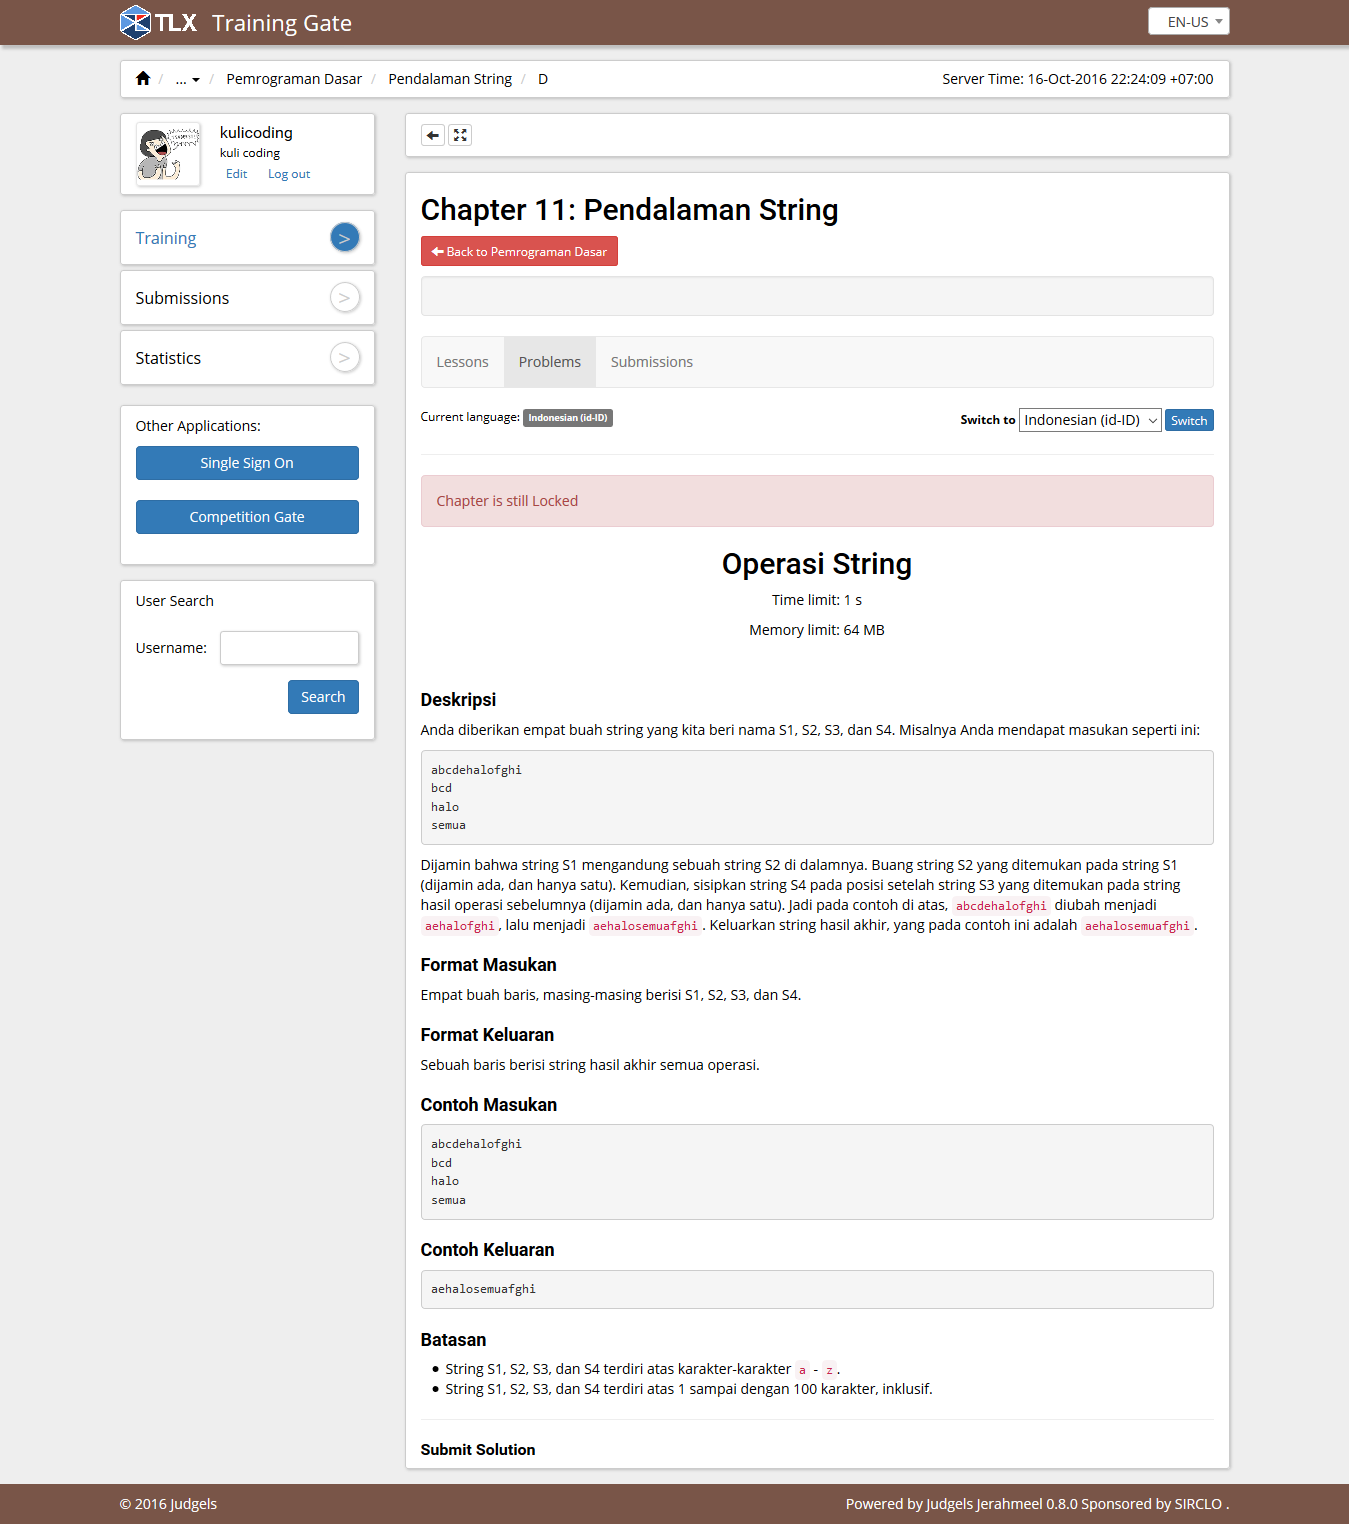 TLX Training Gate
EN-US
... / Pemrograman Dasar / Pendalaman String / D
Server Time: 16-Oct-2016 22:24:09 +07:00
kulicoding
kuli coding
Edit Log out
Training >
Submissions >
Statistics >
Other Applications:
Single Sign On
Competition Gate
User Search
Username:
Search
Chapter 11: Pendalaman String
Back to Pemrograman Dasar
Lessons Problems Submissions
Current language: Indonesian (id-ID)
Switch to Indonesian (id-ID) Switch
Chapter is still Locked
Operasi String
Time limit: 1 s
Memory limit: 64 MB
Deskripsi
Anda diberikan empat buah string yang kita beri nama S1, S2, S3, dan S4. Misalnya Anda mendapat masukan seperti ini:
abcdehalofghi
bcd
halo
semua
Dijamin bahwa string S1 mengandung sebuah string S2 di dalamnya. Buang string S2 yang ditemukan pada string S1
(dijamin ada, dan hanya satu). Kemudian, sisipkan string S4 pada posisi setelah string S3 yang ditemukan pada string
hasil operasi sebelumnya (dijamin ada, dan hanya satu). Jadi pada contoh di atas, abcdehalofghi diubah menjadi
aehalofghi, lalu menjadi aehalosemuafghi. Keluarkan string hasil akhir, yang pada contoh ini adalah aehalosemuafghi.
Format Masukan
Empat buah baris, masing-masing berisi S1, S2, S3, dan S4.
Format Keluaran
Sebuah baris berisi string hasil akhir semua operasi.
Contoh Masukan
abcdehalofghi
bcd
halo
semua
Contoh Keluaran
aehalosemuafghi
Batasan
● String S1, S2, S3, dan S4 terdiri atas karakter-karakter a - z.
● String S1, S2, S3, dan S4 terdiri atas 1 sampai dengan 100 karakter, inklusif.
Submit Solution
© 2016 Judgels
Powered by Judgels Jerahmeel 0.8.0 Sponsored by SIRCLO .